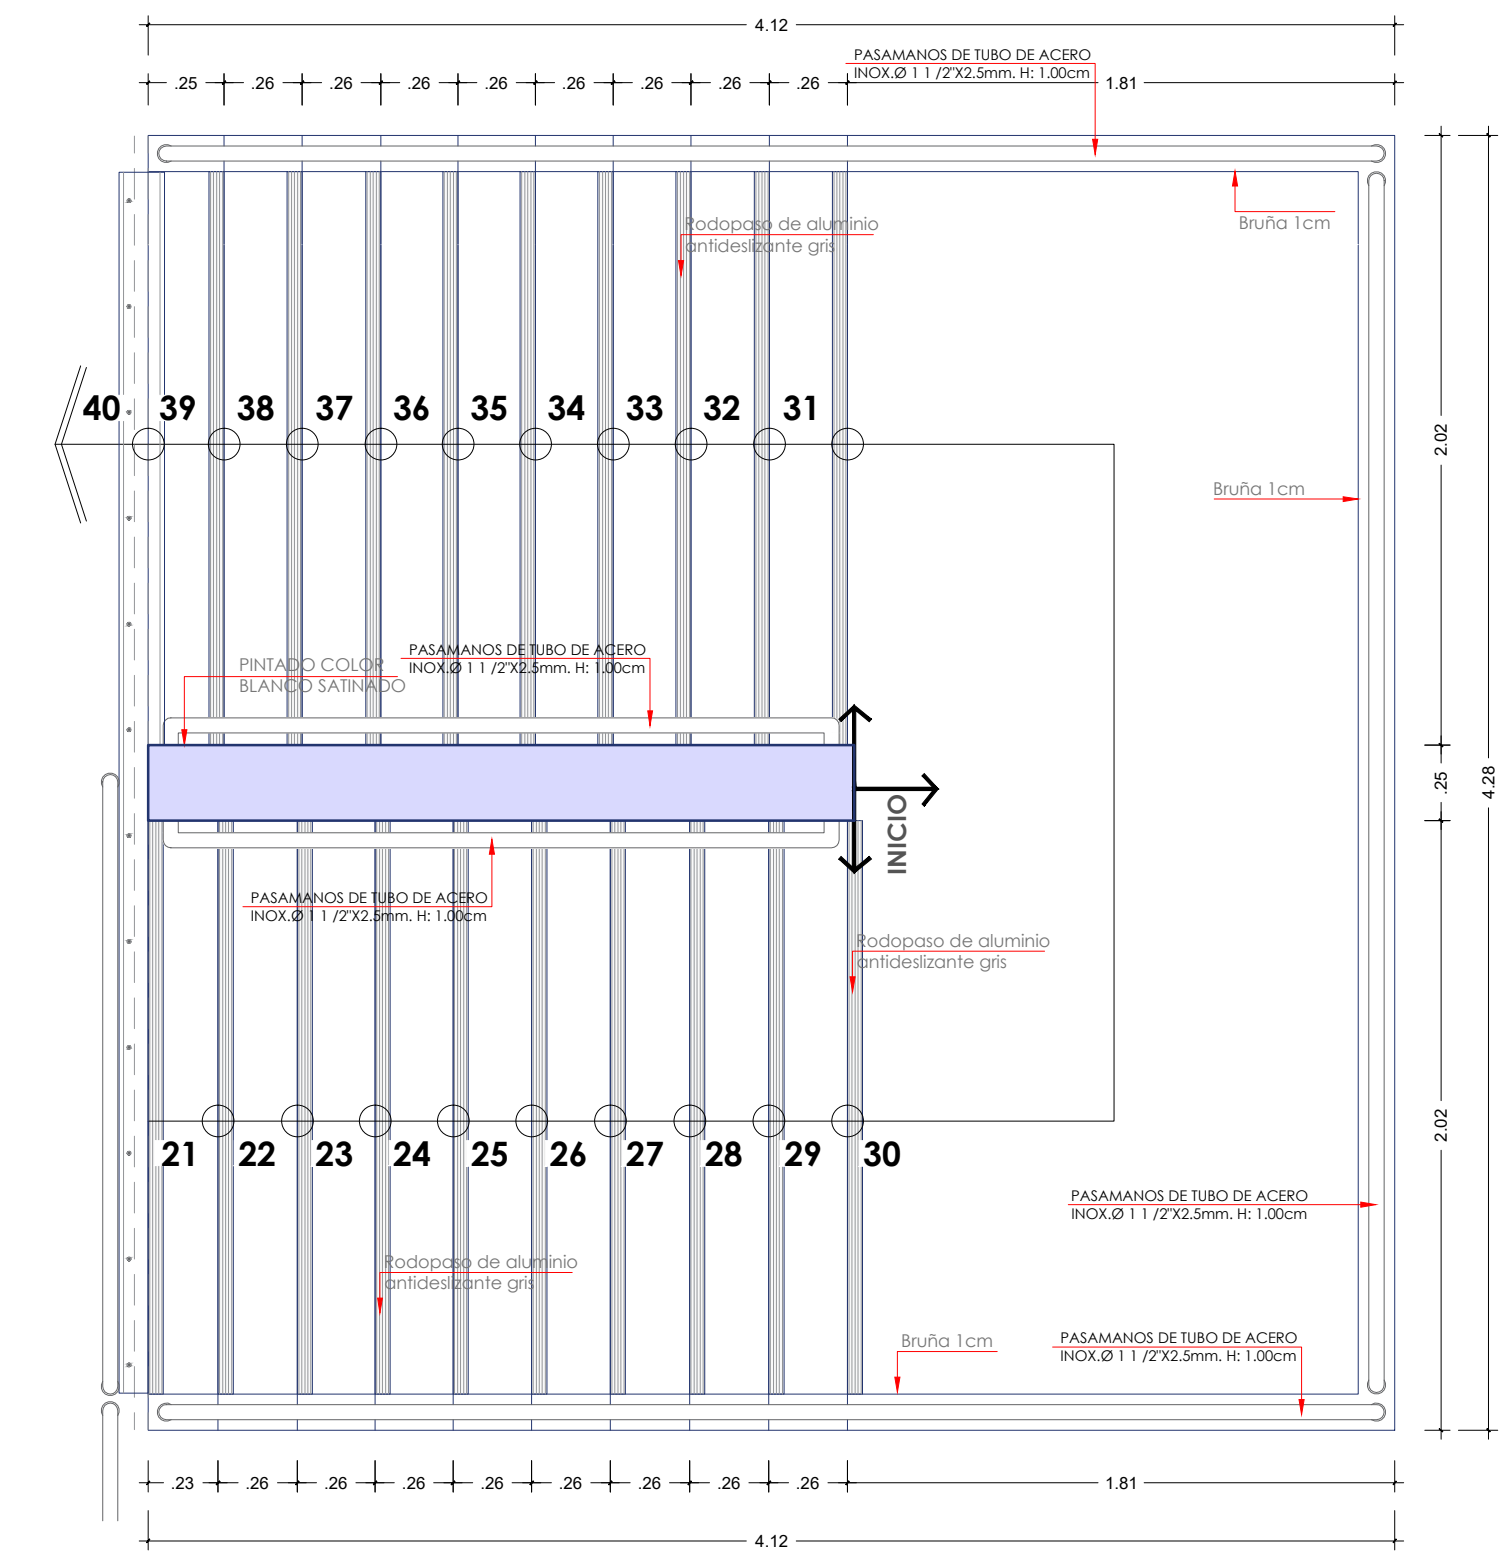 4.12
PASAMANOS DE TUBO DE ACERO
INOX.Ø 1 1 /2"X2.5mm. H: 1.00cm
.25 .26 .26 .26 .26 .26 .26 .26 .26 1.81
Rodopaso de aluminio
antideslizante gris
Bruña 1cm
40 39 38 37 36 35 34 33 32 31
2.02
Bruña 1cm
PINTADO COLOR
BLANCO SATINADO
PASAMANOS DE TUBO DE ACERO
INOX.Ø 1 1 /2"X2.5mm. H: 1.00cm
INICIO
.25
4.28
PASAMANOS DE TUBO DE ACERO
INOX.Ø 1 1 /2"X2.5mm. H: 1.00cm
Rodopaso de aluminio
antideslizante gris
2.02
21 22 23 24 25 26 27 28 29 30
PASAMANOS DE TUBO DE ACERO
INOX.Ø 1 1 /2"X2.5mm. H: 1.00cm
Rodopaso de aluminio
antideslizante gris
Bruña 1cm
PASAMANOS DE TUBO DE ACERO
INOX.Ø 1 1 /2"X2.5mm. H: 1.00cm
.23 .26 .26 .26 .26 .26 .26 .26 .26 1.81
4.12